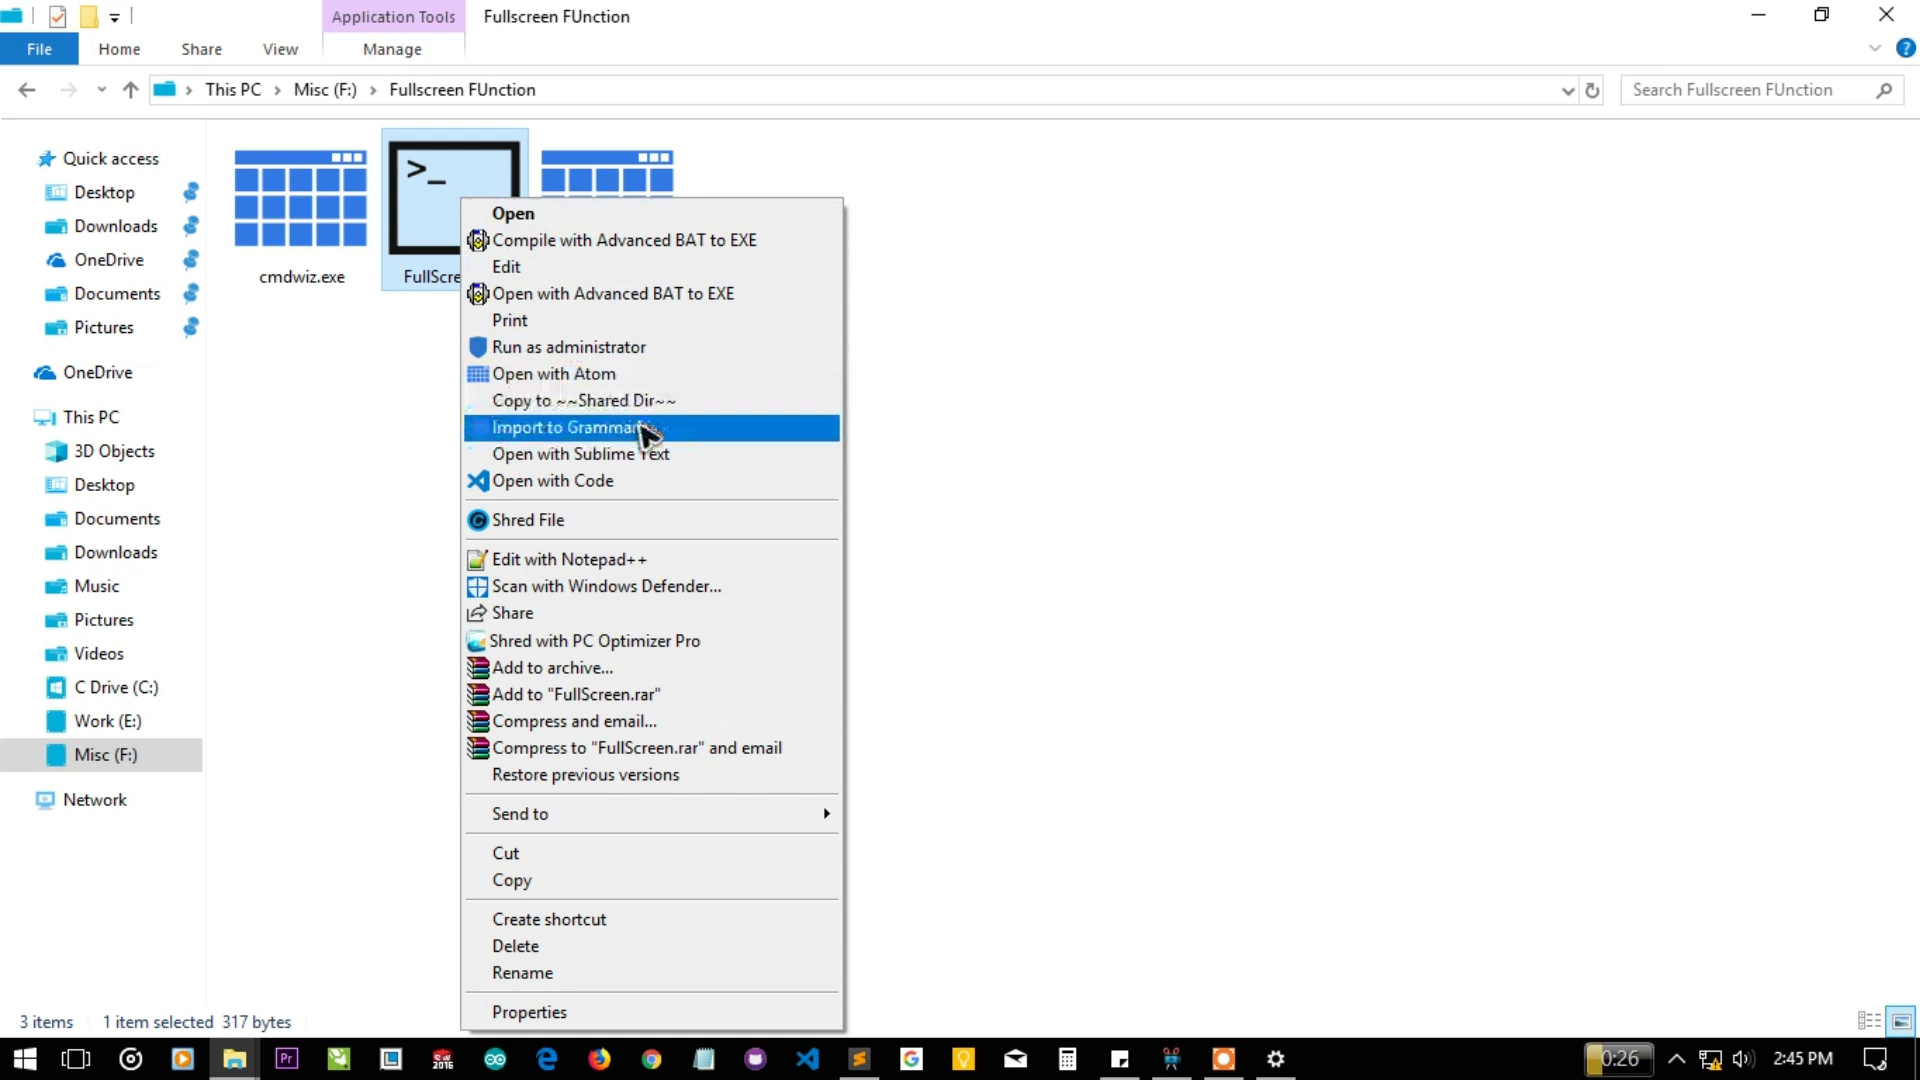 Application Tools
Fullscreen FUnction
File
Home
Share
View
Manage
This PC
Misc (F:)
Fullscreen FUnction
Search Fullscreen FUnction
Quick access
Desktop
Downloads
OneDrive
Documents
Pictures
OneDrive
This PC
3D Objects
Desktop
Documents
Downloads
Music
Pictures
Videos
C Drive (C:)
Work (E:)
Misc (F:)
Network
>_
cmdwiz.exe
FullScre
Open
Compile with Advanced BAT to EXE
Edit
Open with Advanced BAT to EXE
Print
Run as administrator
Open with Atom
Copy to ~~Shared Dir~~
Import to Gramma
Open with Sublime Text
Open with Code
Shred File
Edit with Notepad++
Scan with Windows Defender...
Share
Shred with PC Optimizer Pro
Add to archive...
Add to "FullScreen.rar"
Compress and email...
Compress to "FullScreen.rar" and email
Restore previous versions
Send to
Cut
Copy
Create shortcut
Delete
Rename
Properties
3 items
1 item selected 317 bytes
Pr
2016
0:26
2:45 PM